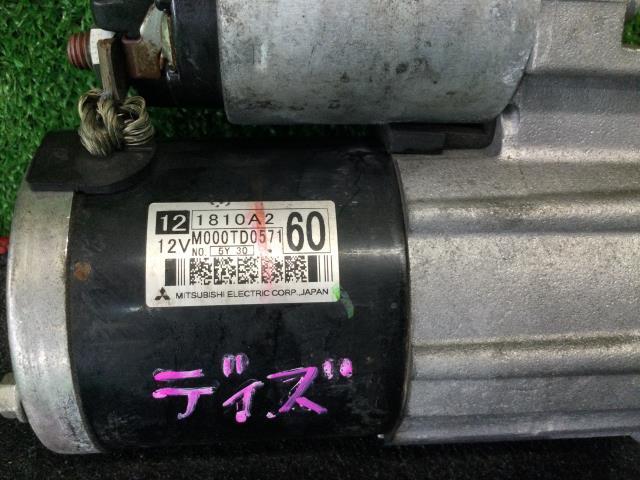 12 1810A2
12V M000TD0571 60
NO. 5Y 30
MITSUBISHI ELECTRIC CORP., JAPAN
デイズ